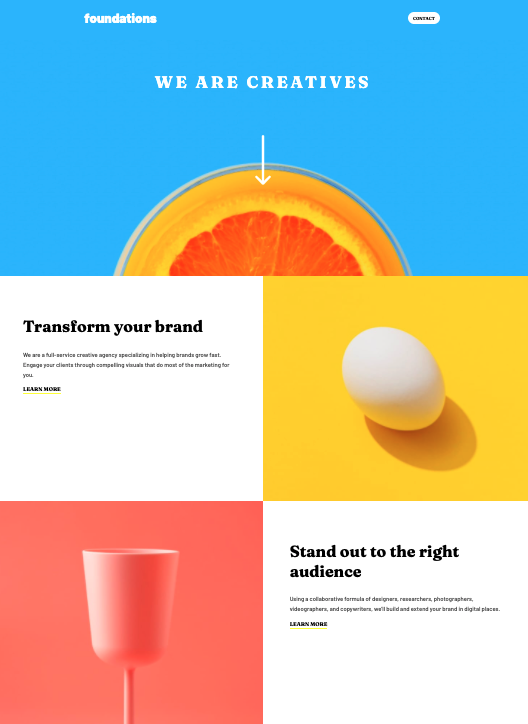 foundations
CONTACT
WE ARE CREATIVES
Transform your brand
We are a full-service creative agency specializing in helping brands grow fast.
Engage your clients through compelling visuals that do most of the marketing for
you.
LEARN MORE
Stand out to the right
audience
Using a collaborative formula of designers, researchers, photographers,
videographers, and copywriters, we'll build and extend your brand in digital places.
LEARN MORE